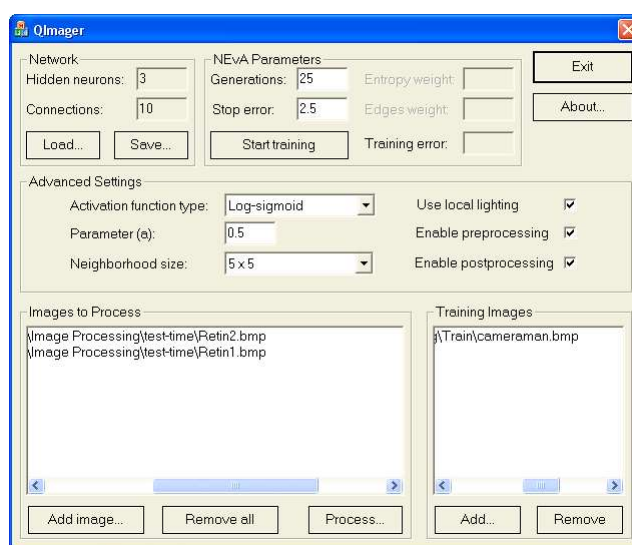 QImager
Network
Hidden neurons: 3
Connections: 10
Load... Save...
NEvA Parameters
Generations: 25 Entropy weight:
Stop error: 2.5 Edges weight:
Start training Training error:
Exit
About...
Advanced Settings
Activation function type: Log-sigmoid Use local lighting
Parameter (a): 0.5 Enable preprocessing
Neighborhood size: 5 x 5 Enable postprocessing
Images to Process
\Image Processing\test-time\Retin2.bmp
\Image Processing\test-time\Retin1.bmp
Add image... Remove all Process...
Training Images
\Train\cameraman.bmp
Add... Remove